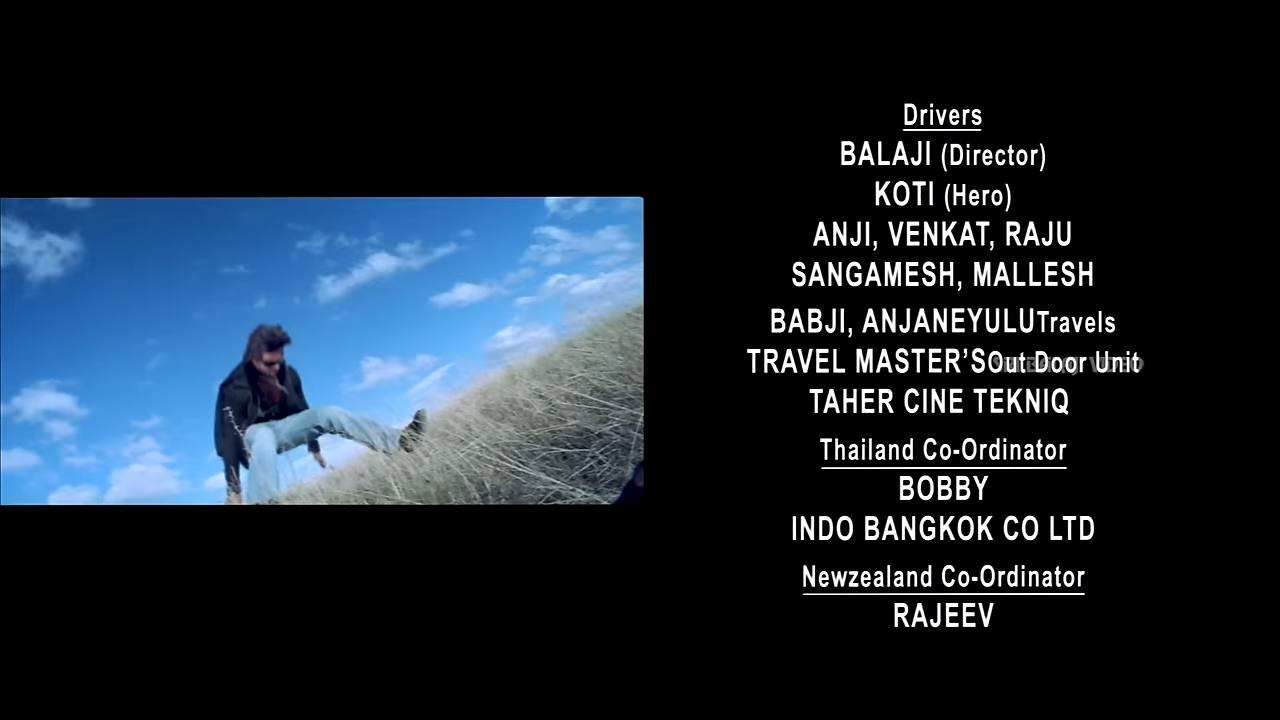 Drivers
BALAJI (Director)
KOTI (Hero)
ANJI, VENKAT, RAJU
SANGAMESH, MALLESH
BABJI, ANJANEYULUTravels
TRAVEL MASTER'SOut Door Unit
TAHER CINE TEKNIQ
Thailand Co-Ordinator
BOBBY
INDO BANGKOK CO LTD
Newzealand Co-Ordinator
RAJEEV